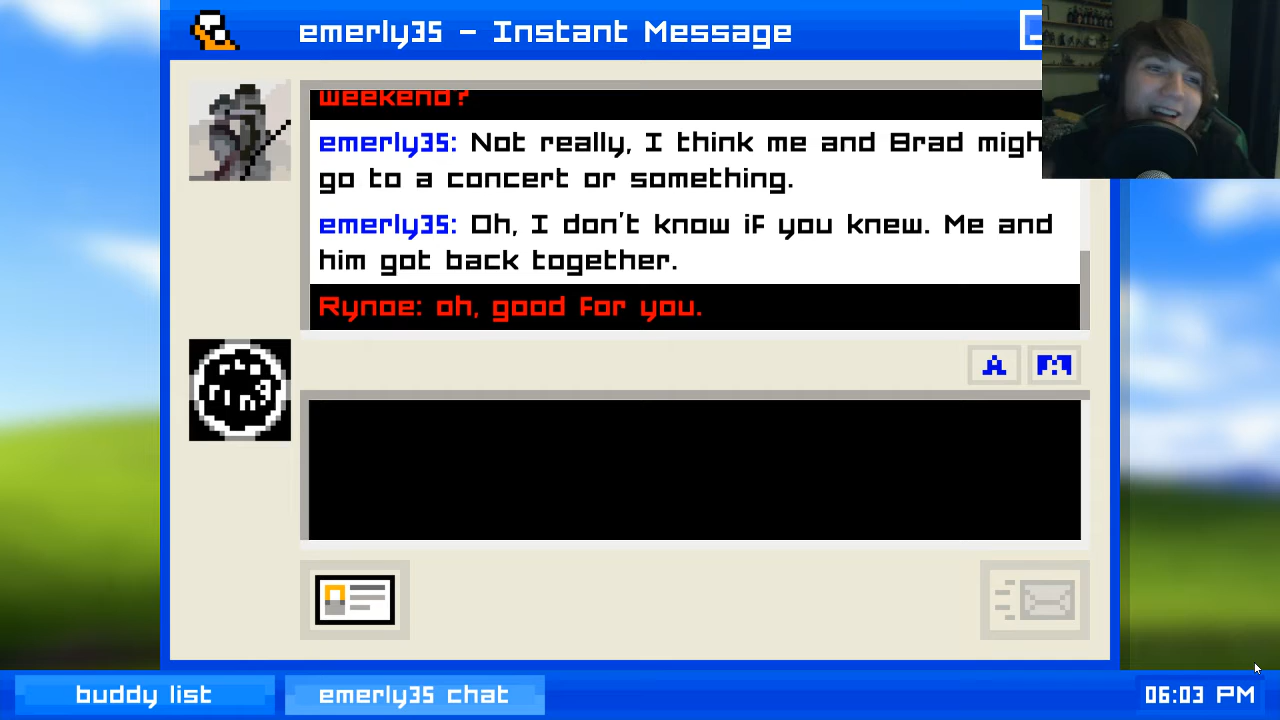 emerly35 - Instant Message
weekend?
emerly35: Not really, I think me and Brad migh
go to a concert or something.
emerly35: Oh, I don't know if you knew. Me and
him got back together.
Rynoe: oh, good for you.
A
buddy list
emerly35 chat
06:03 PM